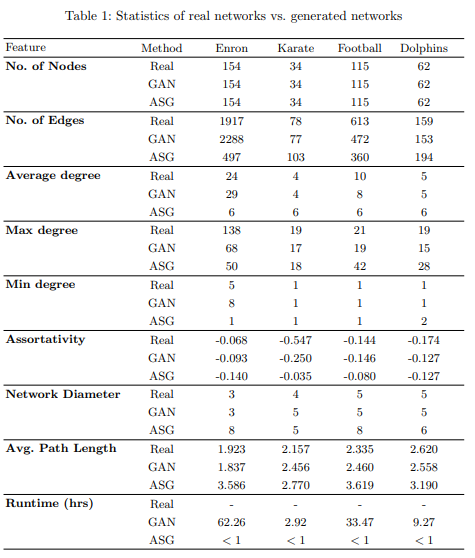 Table 1: Statistics of real networks vs. generated networks
Feature Method Enron Karate Football Dolphins
No. of Nodes Real 154 34 115 62
GAN 154 34 115 62
ASG 154 34 115 62
No. of Edges Real 1917 78 613 159
GAN 2288 77 472 153
ASG 497 103 360 194
Average degree Real 24 4 10 5
GAN 29 4 8 5
ASG 6 6 6 6
Max degree Real 138 19 21 19
GAN 68 17 19 15
ASG 50 18 42 28
Min degree Real 5 1 1 1
GAN 8 1 1 1
ASG 1 1 1 2
Assortativity Real -0.068 -0.547 -0.144 -0.174
GAN -0.093 -0.250 -0.146 -0.127
ASG -0.140 -0.035 -0.080 -0.127
Network Diameter Real 3 4 5 5
GAN 3 5 5 5
ASG 8 5 8 6
Avg. Path Length Real 1.923 2.157 2.335 2.620
GAN 1.837 2.456 2.460 2.558
ASG 3.586 2.770 3.619 3.190
Runtime (hrs) Real - - - -
GAN 62.26 2.92 33.47 9.27
ASG < 1 < 1 < 1 < 1